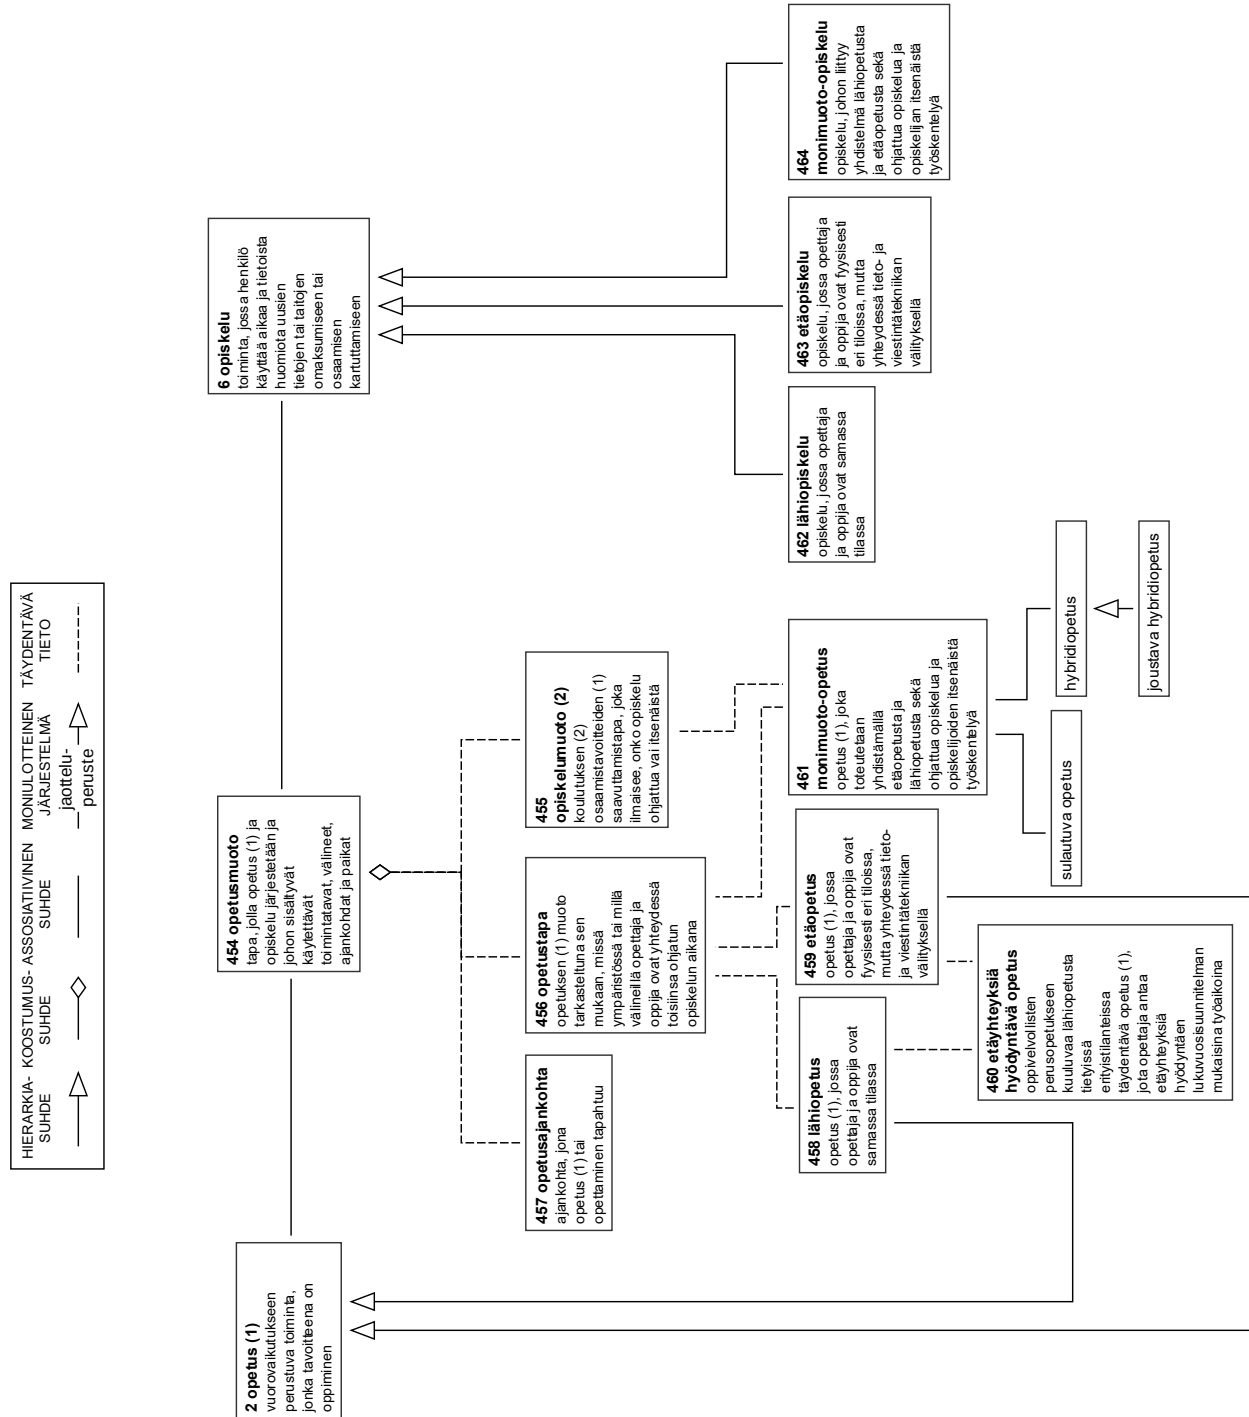 HIERARKIA- KOOSTUMUS- ASSOSIATIIVINEN MONIULOTTEINEN TÄYDENTÄVÄ
SUHDE SUHDE SUHDE JÄRJESTELMÄ TIETO
jaottelu-
peruste
2 opetus (1)
vuorovaikutukseen
perustuva toiminta,
jonka tavoitteena on
oppiminen
454 opetusmuoto
tapa, jolla opetus (1) ja
opiskelu järjestetään ja
johon sisältyvät
käytettävät
toimintatavat, välineet,
ajankohdat ja paikat
6 opiskelu
toiminta, jossa henkilö
käyttää aikaa ja tietoista
huomiota uusien
tietojen tai taitojen
omaksumiseen tai
osaamisen
kartuttamiseen
457 opetusajankohta
ajankohta, jona
opetus (1) tai
opettaminen tapahtuu
456 opetustapa
opetuksen (1) muoto
tarkasteltuna sen
mukaan, missä
ympäristössä tai millä
välineillä opettaja ja
oppija ovat yhteydessä
toisiinsa ohjatun
opiskelun aikana
455
opiskelumuoto (2)
koulutuksen (2)
osaamistavoitteiden (1)
saavuttamistapa, joka
ilmaisee, onko opiskelu
ohjattua vai itsenäistä
458 lähiopetus
opetus (1), jossa
opettaja ja oppija ovat
samassa tilassa
459 etäopetus
opetus (1), jossa
opettaja ja oppija ovat
fyysisesti eri tiloissa,
mutta yhteydessä tieto-
ja viestintätekniikan
välityksellä
461
monimuoto-opetus
opetus (1), joka
toteutetaan
yhdistämällä
etäopetusta ja
lähiopetusta sekä
ohjattua opiskelua ja
opiskelijoiden itsenäistä
työskentelyä
462 lähiopiskelu
opiskelu, jossa opettaja
ja oppija ovat samassa
tilassa
463 etäopiskelu
opiskelu, jossa opettaja
ja oppija ovat fyysisesti
eri tiloissa, mutta
yhteydessä tieto- ja
viestintätekniikan
välityksellä
464
monimuoto-opiskelu
opiskelu, johon liittyy
yhdistelmä lähiopetusta
ja etäopetusta sekä
ohjattua opiskelua ja
opiskelijan itsenäistä
työskentelyä
460 etäyhteyksiä
hyödyntävä opetus
oppivelvollisten
perusopetukseen
kuuluvaa lähiopetusta
tietyissä
erityistilanteissa
täydentävä opetus (1),
jota opettaja antaa
etäyhteyksiä
hyödyntäen
lukuvuosisuunnitelman
mukaisina työaikoina
sulautuva opetus
hybridiopetus
joustava hybridiopetus